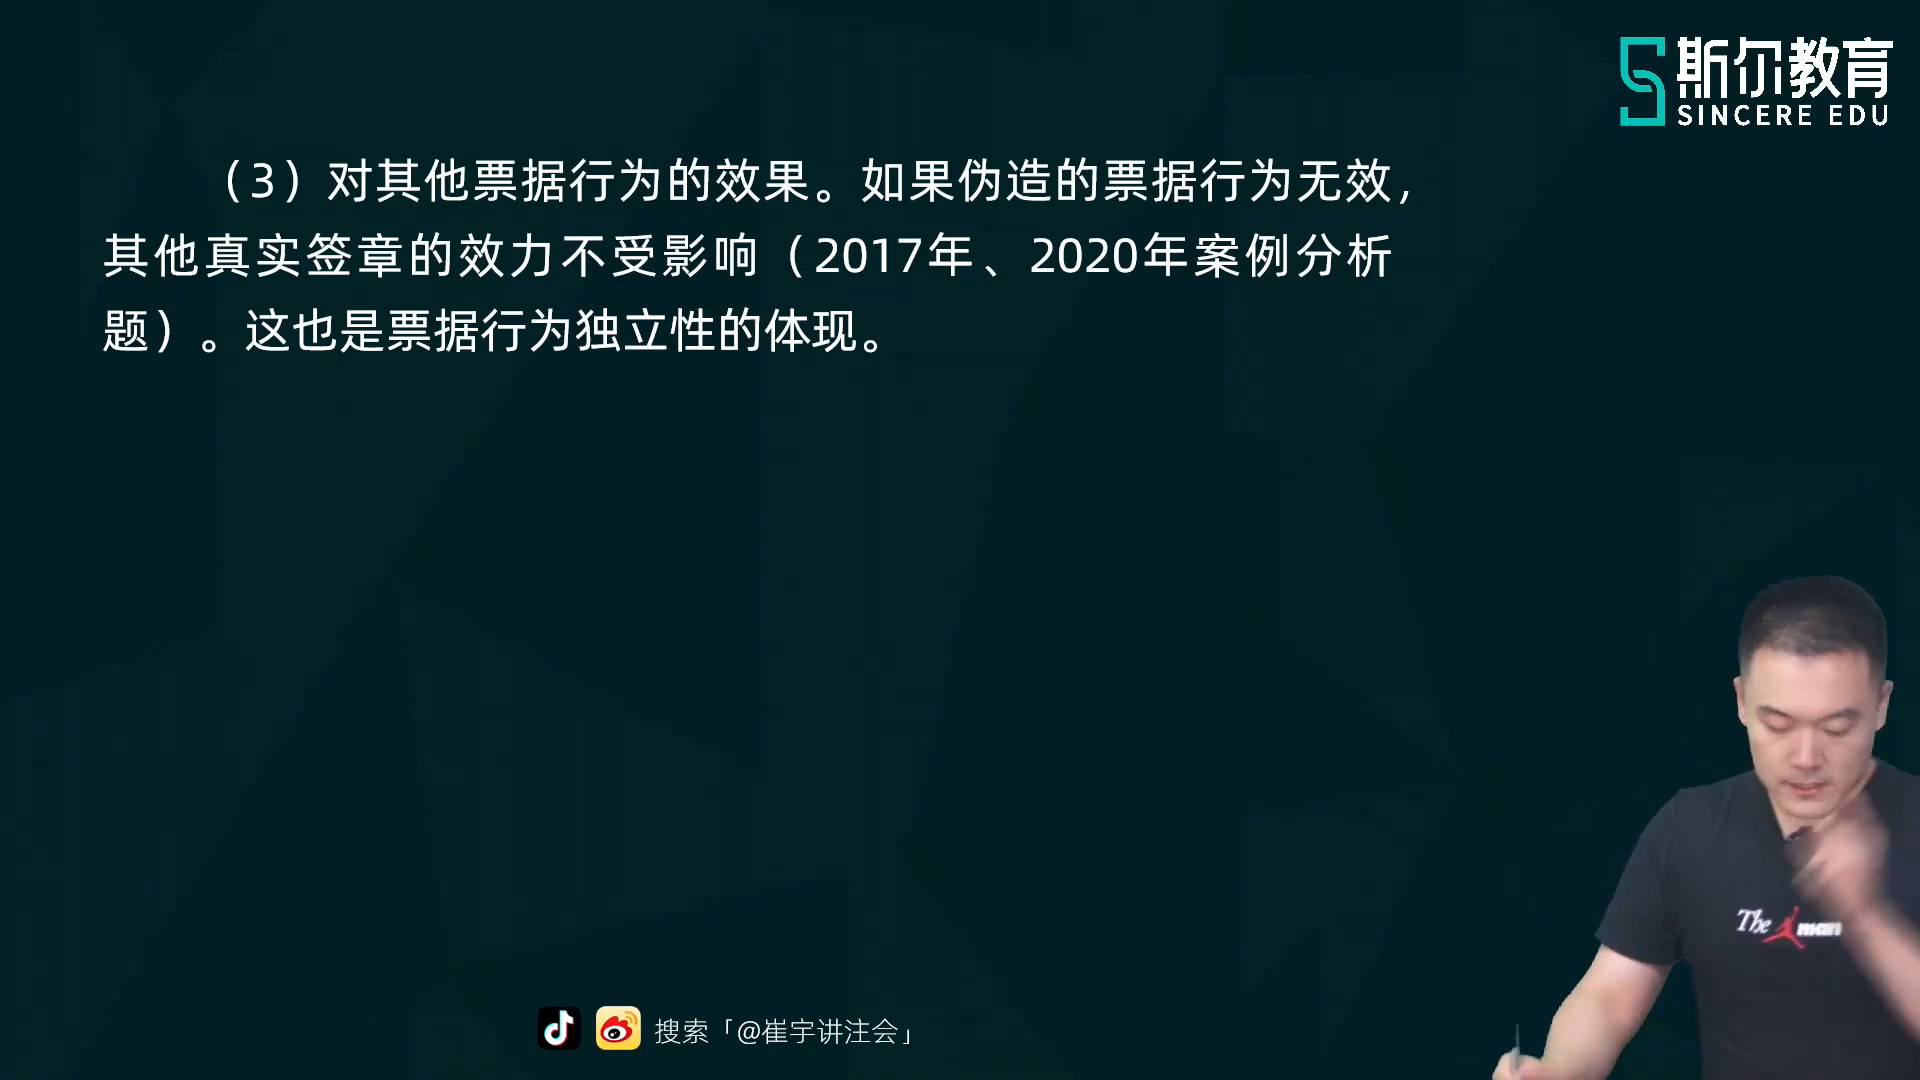 斯尔教育
SINCERE EDU
（3）对其他票据行为的效果。如果伪造的票据行为无效，
其他真实签章的效力不受影响（2017年、2020年案例分析
题）。这也是票据行为独立性的体现。
The man
搜索「@崔宇讲注会」